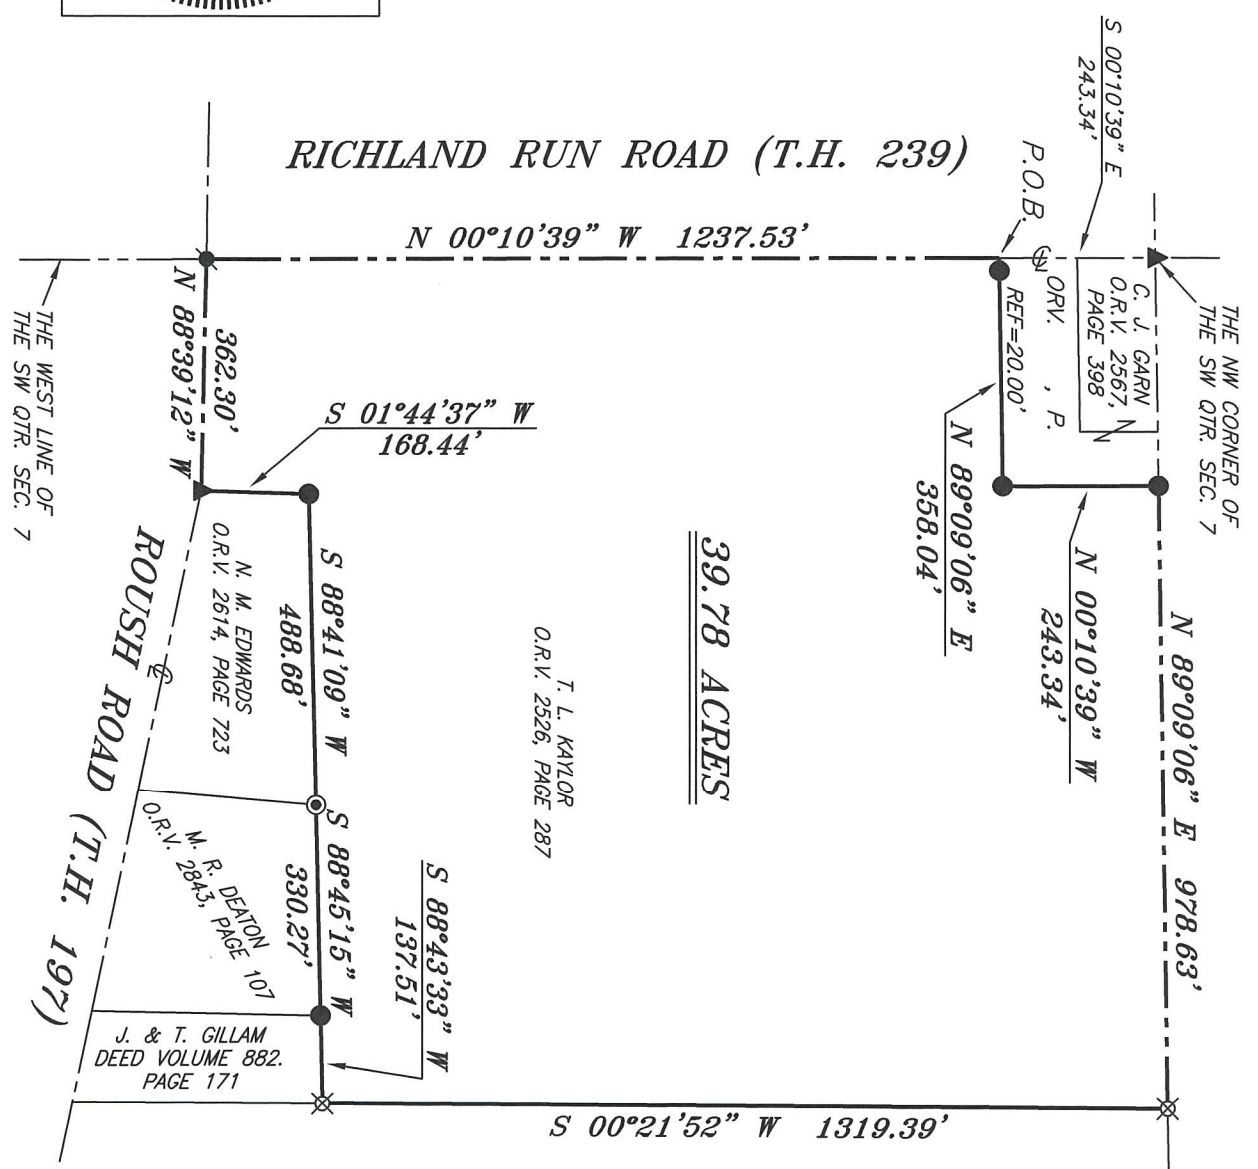 S 00°10'39" E
243.34'
RICHLAND RUN ROAD (T.H. 239)
P.O.B.
N 00°10'39" W 1237.53'
THE NW CORNER OF
THE SW QTR. SEC. 7
C. J. GARN
O.R.V. 2567,
PAGE 398
ORV. , P.
REF=20.00'
N 89°09'06" E
358.04'
N 00°10'39" W
243.34'
N 89°09'06" E 978.63'
THE WEST LINE OF
THE SW QTR. SEC. 7
362.30'
N 88°39'12" W
S 01°44'37" W
168.44'
39.78 ACRES
T. L. KAYLOR
O.R.V. 2526, PAGE 287
S 88°41'09" W
488.68'
N. M. EDWARDS
O.R.V. 2614, PAGE 723
ROUSH ROAD (T.H. 197)
S 88°45'15" W
330.27'
M. R. DEATON
O.R.V. 2843, PAGE 107
S 88°43'33" W
137.51'
J. & T. GILLAM
DEED VOLUME 882.
PAGE 171
S 00°21'52" W 1319.39'